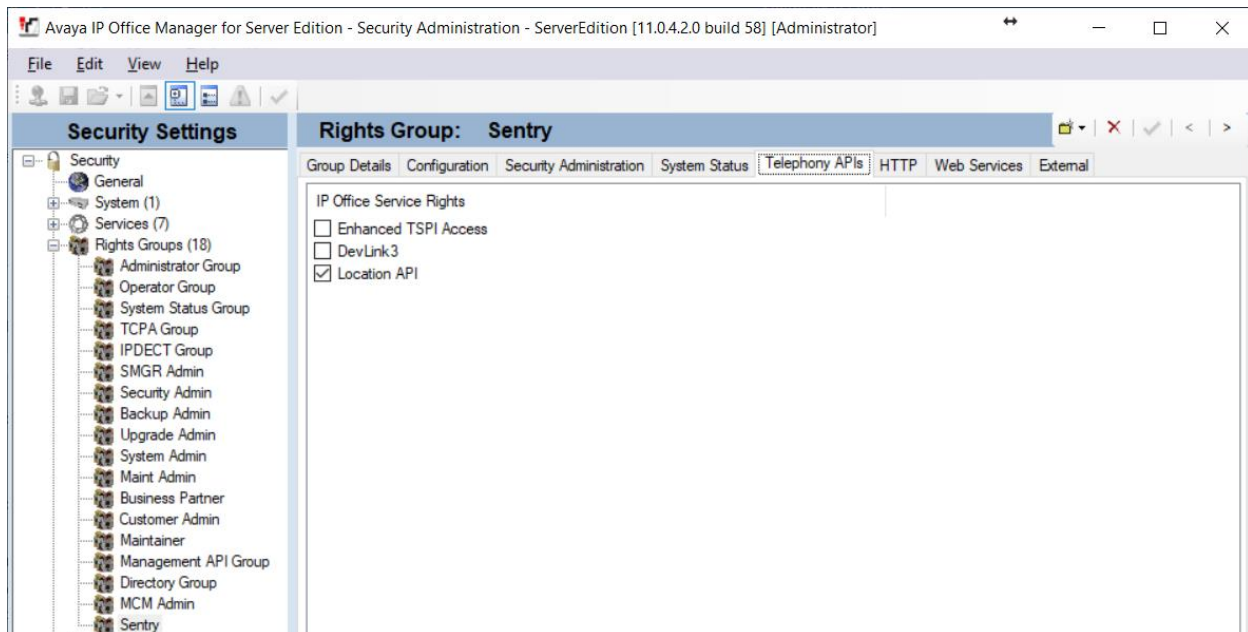 Avaya IP Office Manager for Server Edition - Security Administration - ServerEdition [11.0.4.2.0 build 58] [Administrator]
File Edit View Help
Security Settings
Rights Group: Sentry
Security
General
System (1)
Services (7)
Rights Groups (18)
Administrator Group
Operator Group
System Status Group
TCPA Group
IPDECT Group
SMGR Admin
Security Admin
Backup Admin
Upgrade Admin
System Admin
Maint Admin
Business Partner
Customer Admin
Maintainer
Management API Group
Directory Group
MCM Admin
Sentry
Group Details Configuration Security Administration System Status Telephony APIs HTTP Web Services External
IP Office Service Rights
Enhanced TSPI Access
DevLink3
Location API